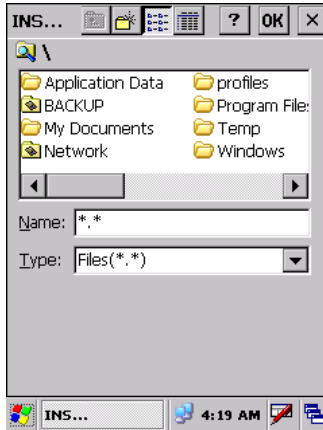 INS... ? OK ×
\
Application Data profiles
BACKUP Program File
My Documents Temp
Network Windows
Name: *.*
Type: Files(*.*)
INS... 4:19 AM